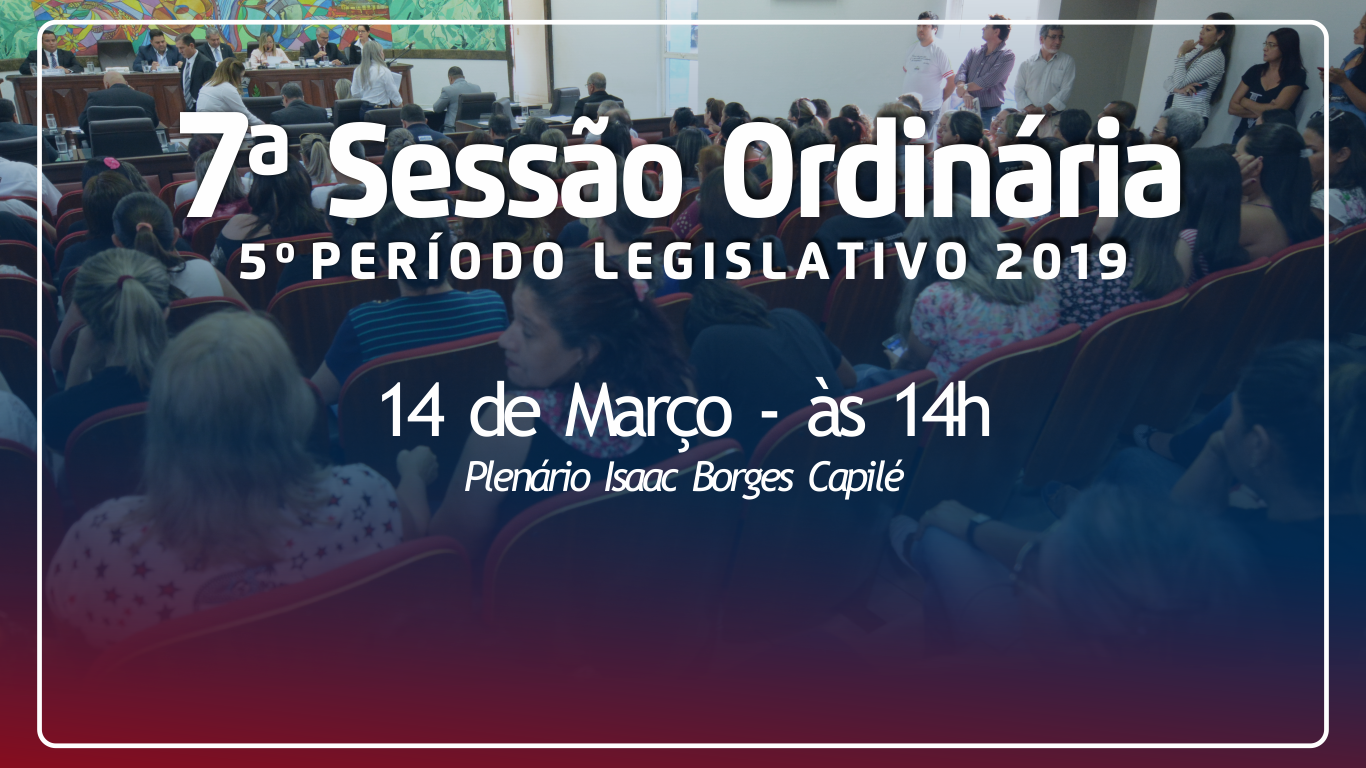 7ª Sessão Ordinária
5º PERÍODO LEGISLATIVO 2019
14 de Março - às 14h
Plenário Isaac Borges Capilé